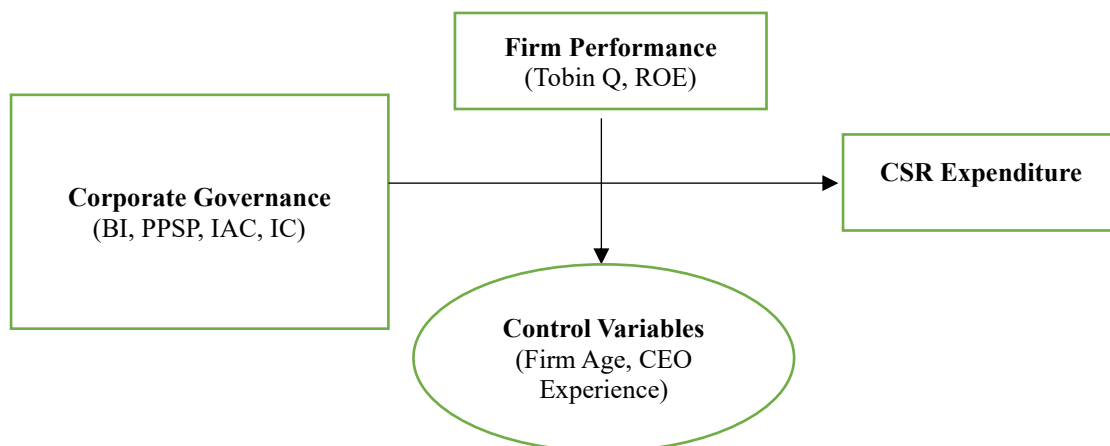 Firm Performance
(Tobin Q, ROE)
Corporate Governance
(BI, PPSP, IAC, IC)
CSR Expenditure
Control Variables
(Firm Age, CEO
Experience)